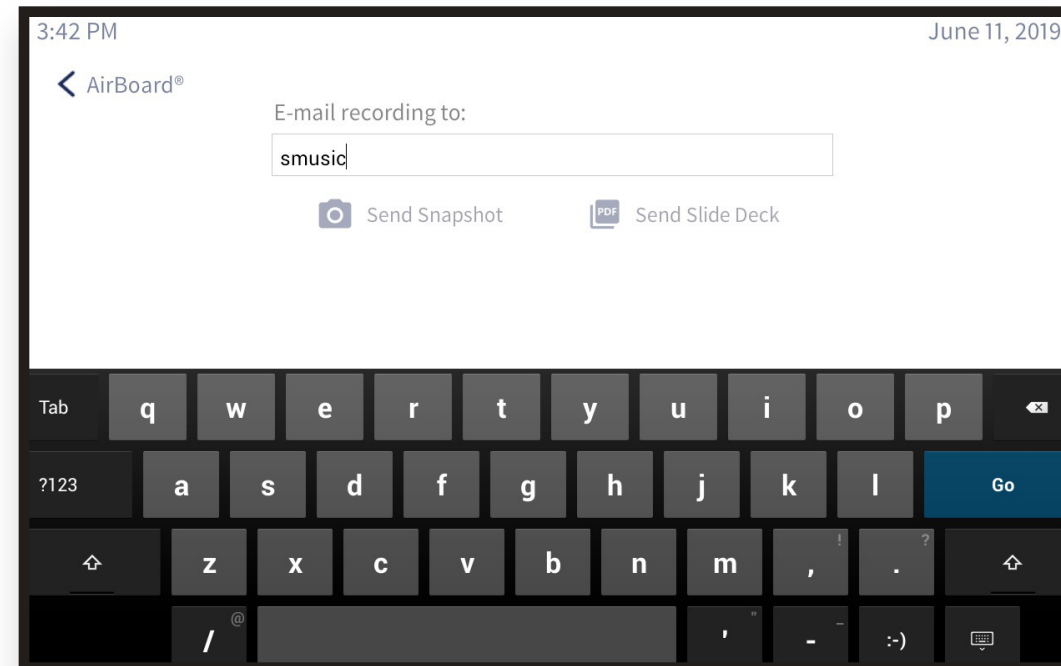 3:42 PM June 11, 2019
AirBoard®
E-mail recording to:
smusic
Send Snapshot PDF Send Slide Deck
Tab q w e r t y u i o p
?123 a s d f g h j k l Go
z x c v b n m , ! . ?
/ @ ' " - _ :-)